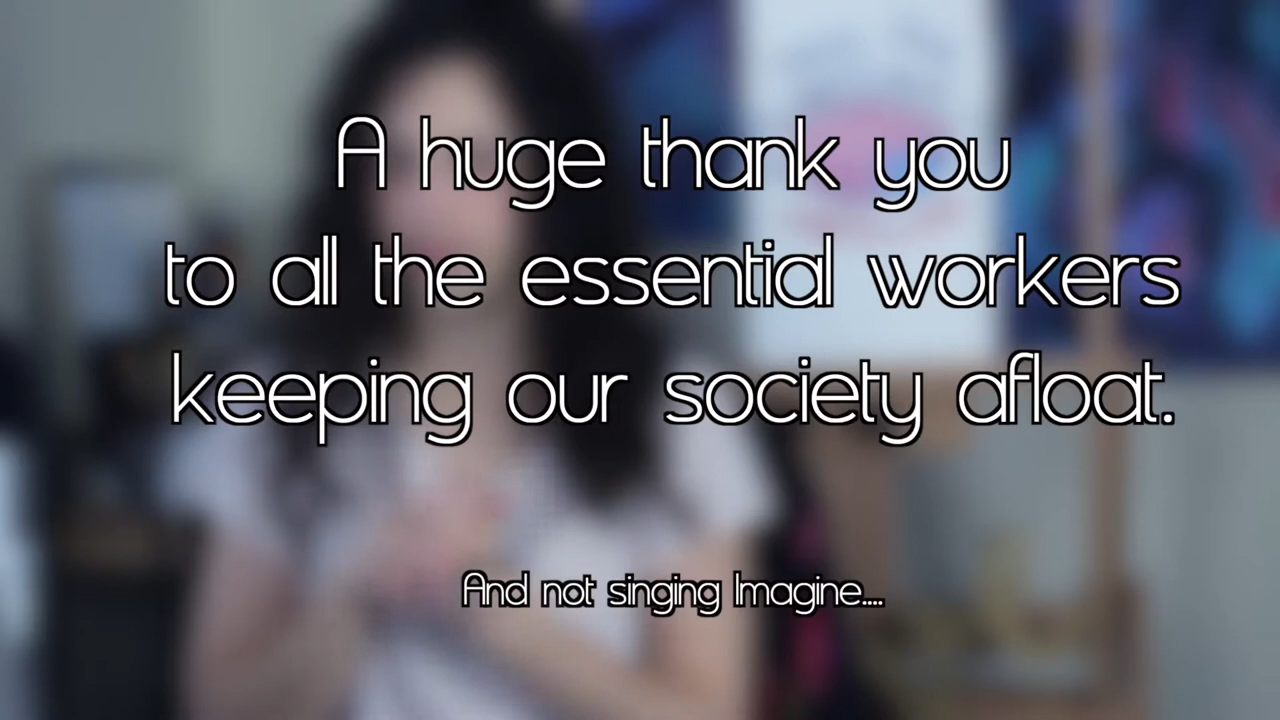 A huge thank you
to all the essential workers
keeping our society afloat.
And not singing Imagine....